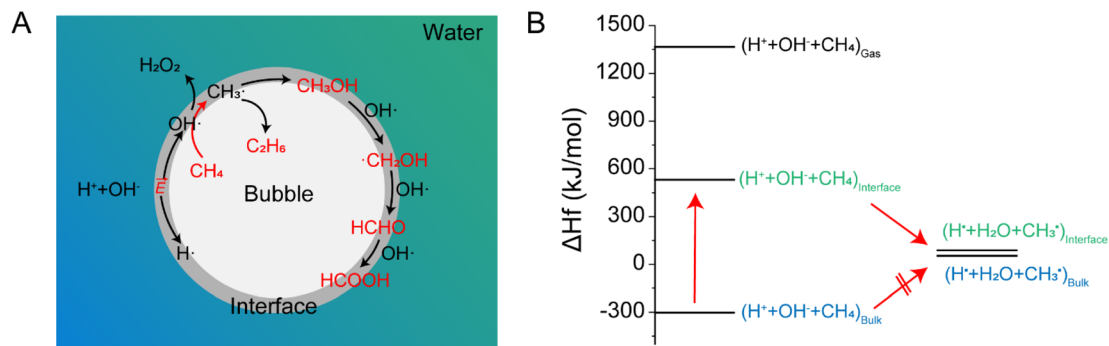 A
Water
H₂O₂
CH₃·
CH₃OH
OH·
OH·
C₂H₆
·CH₂OH
CH₄
H⁺+OH⁻
E
Bubble
OH·
HCHO
H·
OH·
HCOOH
Interface
B
ΔHf (kJ/mol)
1500
1200
900
600
300
0
-300
(H⁺+OH⁻+CH₄)Gas
(H⁺+OH⁻+CH₄)Interface
(H•+H₂O+CH₃•)Interface
(H•+H₂O+CH₃•)Bulk
(H⁺+OH⁻+CH₄)Bulk